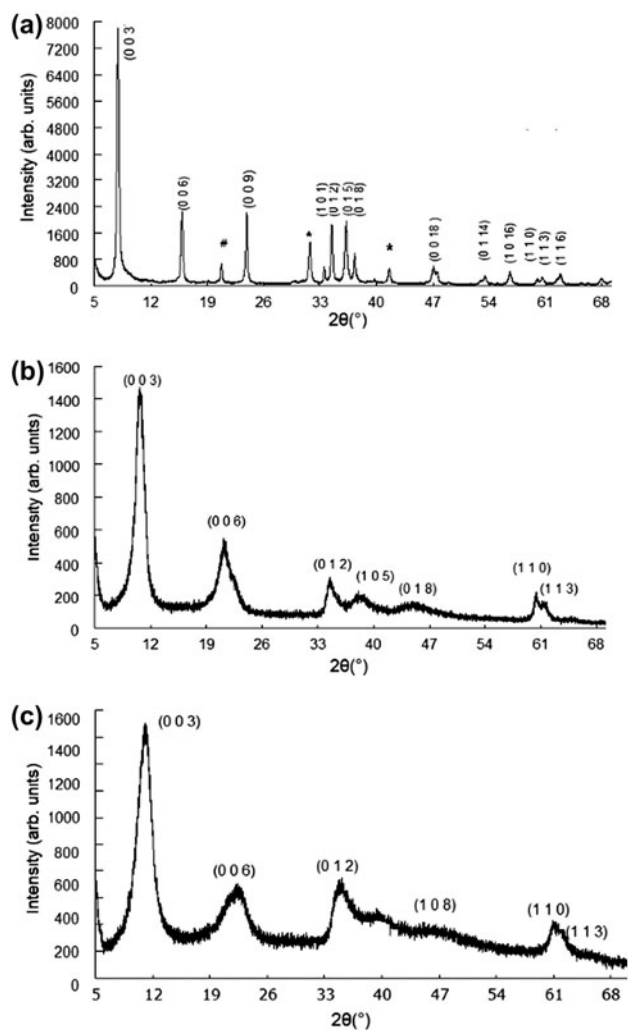 (a)
Intensity (arb. units)
8000
7200
6400
5600
4800
4000
3200
2400
1600
800
0
(0 0 3
(0 0 6)
#
(0 0 9)
*
(1 0 1)
(0 1 2)
(0 1 5)
(0 1 8)
*
(0 0 18)
(0 1 14)
(1 0 16)
(1 1 0)
(1 1 3)
(1 1 6)
5 12 19 26 33 40 47 54 61 68
2θ(°)
(b)
Intensity (arb. units)
1600
1400
1200
1000
800
600
400
200
0
(0 0 3)
(0 0 6)
(0 1 2)
(1 0 5)
(0 1 8)
(1 1 0)
(1 1 3)
5 12 19 26 33 40 47 54 61 68
2θ(°)
(c)
Intensity (arb. units)
1600
1400
1200
1000
800
600
400
200
0
(0 0 3)
(0 0 6)
(0 1 2)
(1 0 8)
(1 1 0)
(1 1 3)
5 12 19 26 33 40 47 54 61 68
2θ(°)